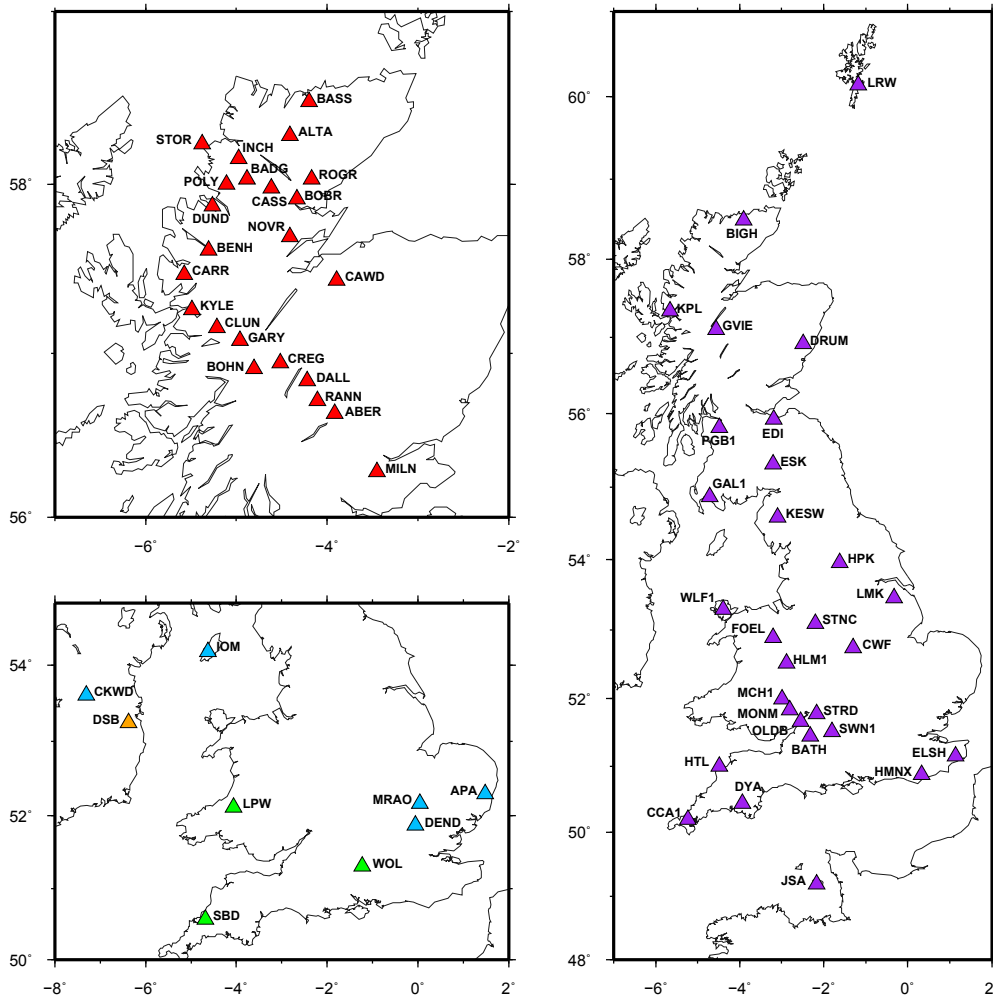 BASS
ALTA
STOR
INCH
BADG
POLY
ROGR
CASS
BOBR
DUND
NOVR
BENH
CARR
CAWD
KYLE
CLUN
GARY
BOHN
CREG
DALL
RANN
ABER
MILN
58˚
56˚
−6˚
−4˚
−2˚
IOM
CKWD
DSB
LPW
MRAO
APA
DEND
WOL
SBD
54˚
52˚
50˚
−8˚
−6˚
−4˚
−2˚
0˚
2˚
LRW
BIGH
KPL
GVIE
DRUM
PGB1
EDI
ESK
GAL1
KESW
HPK
LMK
WLF1
STNC
FOEL
CWF
HLM1
MCH1
MONM
STRD
OLDB
SWN1
BATH
ELSH
HTL
HMNX
DYA
CCA1
JSA
60˚
58˚
56˚
54˚
52˚
50˚
48˚
−6˚
−4˚
−2˚
0˚
2˚